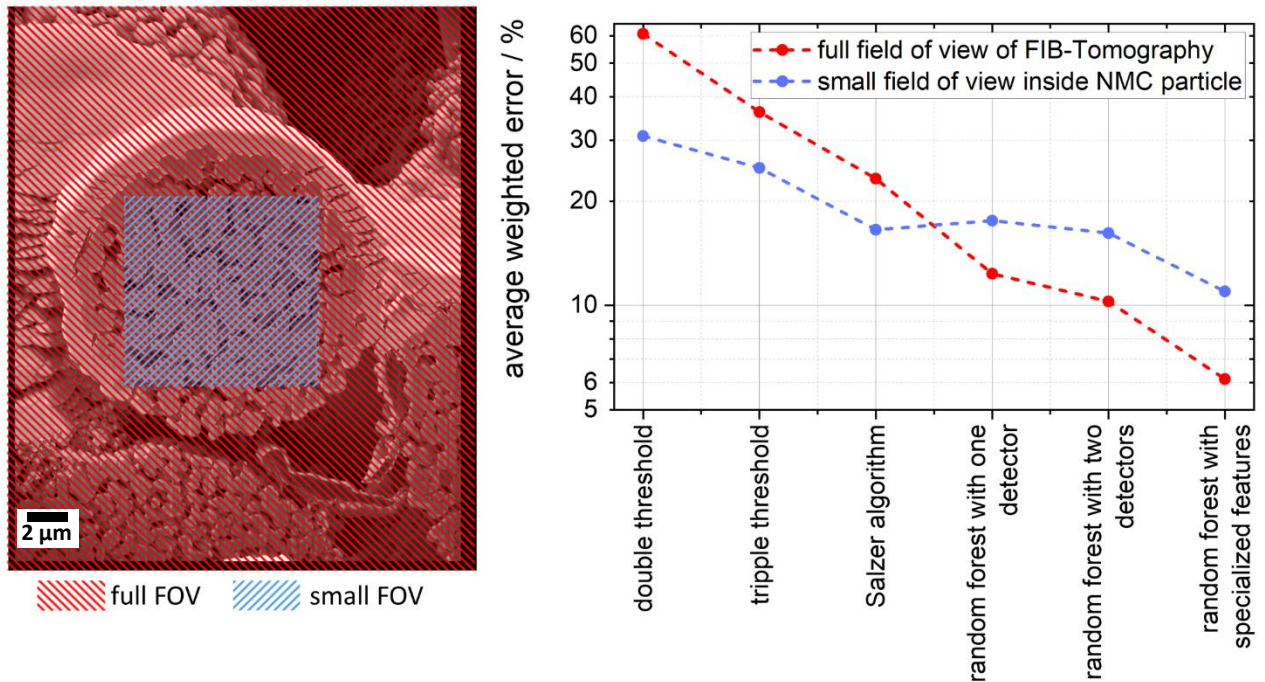 2 µm
full FOV
small FOV
average weighted error / %
60
50
40
30
20
10
6
5
full field of view of FIB-Tomography
small field of view inside NMC particle
double threshold
tripple threshold
Salzer algorithm
random forest with one
detector
random forest with two
detectors
random forest with
specialized features